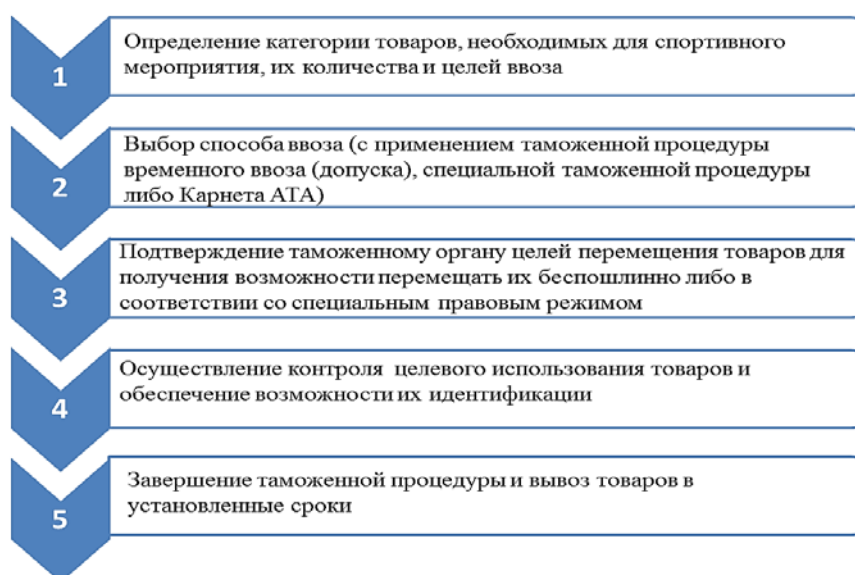 1
Определение категории товаров, необходимых для спортивного
мероприятия, их количества и целей ввоза
2
Выбор способа ввоза (с применением таможенной процедуры
временного ввоза (допуска), специальной таможенной процедуры
либо Карнета АТА)
3
Подтверждение таможенному органу целей перемещения товаров для
получения возможности перемещать их беспошлинно либо в
соответствии со специальным правовым режимом
4
Осуществление контроля целевого использования товаров и
обеспечение возможности их идентификации
5
Завершение таможенной процедуры и вывоз товаров в
установленные сроки